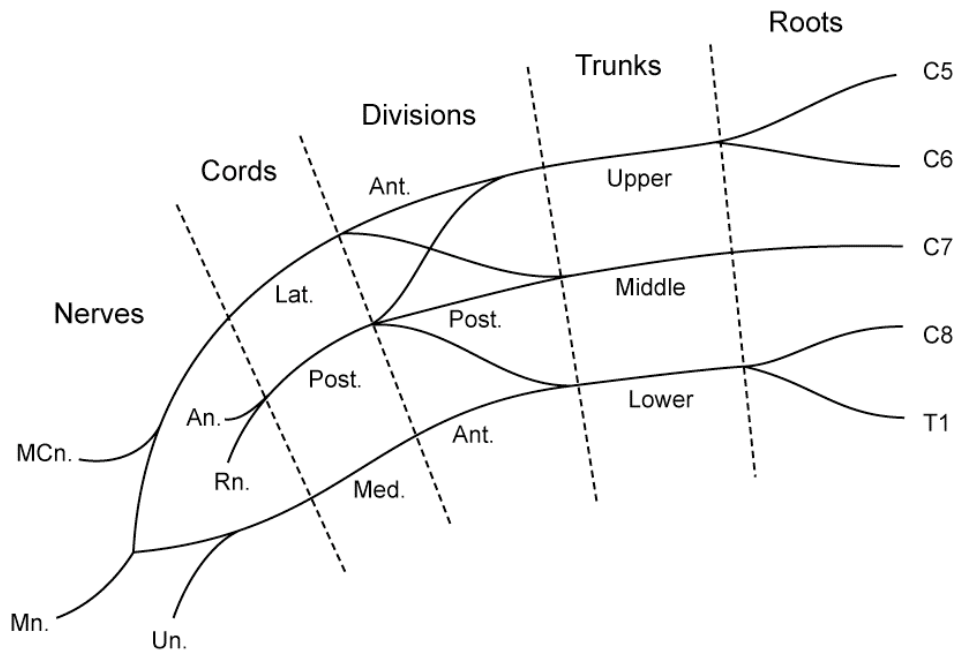 Roots
Trunks
Divisions
Cords
Nerves
C5
C6
C7
C8
T1
Upper
Middle
Lower
Ant.
Post.
Ant.
Lat.
Post.
Med.
MCn.
An.
Rn.
Mn.
Un.